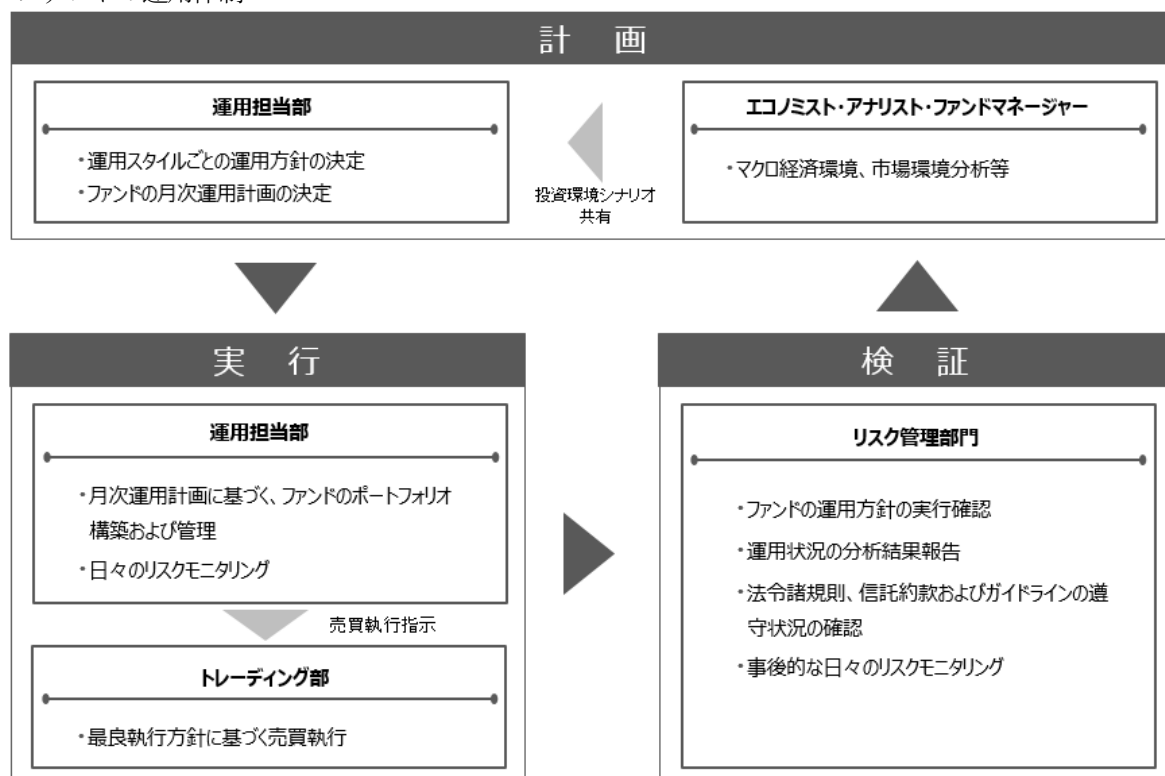 計 画
運用担当部
・運用スタイルごとの運用方針の決定
・ファンドの月次運用計画の決定
投資環境シナリオ
共有
エコノミスト・アナリスト・ファンドマネージャー
・マクロ経済環境、市場環境分析等
実 行
運用担当部
・月次運用計画に基づく、ファンドのポートフォリオ
構築および管理
・日々のリスクモニタリング
売買執行指示
トレーディング部
・最良執行方針に基づく売買執行
検 証
リスク管理部門
・ファンドの運用方針の実行確認
・運用状況の分析結果報告
・法令諸規則、信託約款およびガイドラインの遵
守状況の確認
・事後的な日々のリスクモニタリング